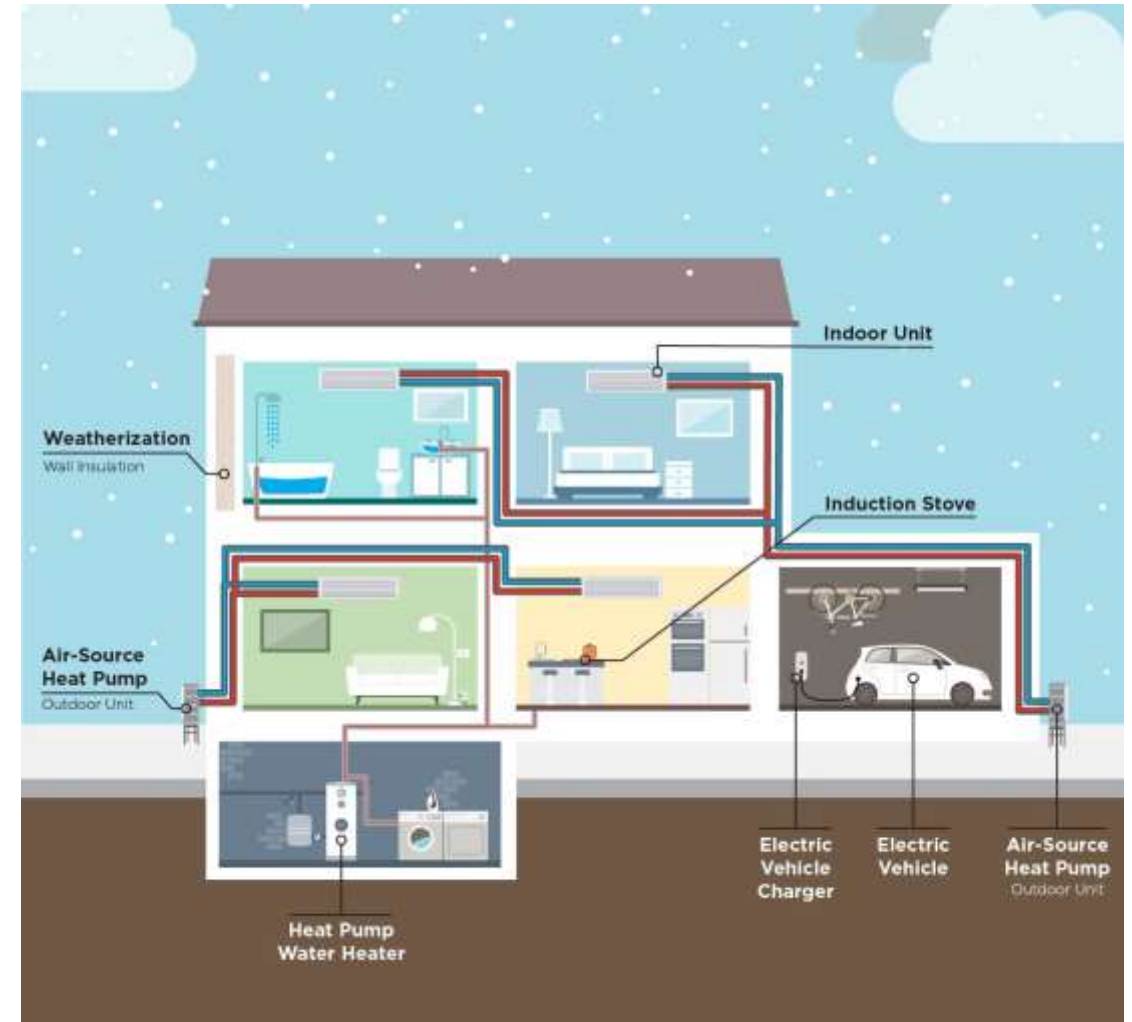 Indoor Unit
Weatherization
Wall Insulation
Induction Stove
Air-Source
Heat Pump
Outdoor Unit
Electric
Vehicle
Charger
Electric
Vehicle
Air-Source
Heat Pump
Outdoor Unit
Heat Pump
Water Heater